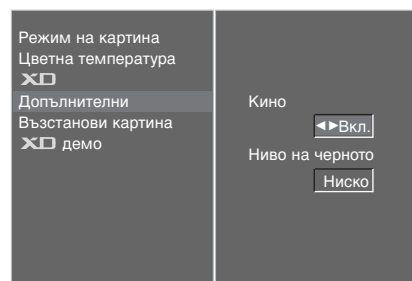 Режим на картина
Цветна температура
XD
Допълнителни
Възстанови картина
XD демо
Кино
◄►Вкл.
Ниво на черното
Ниско